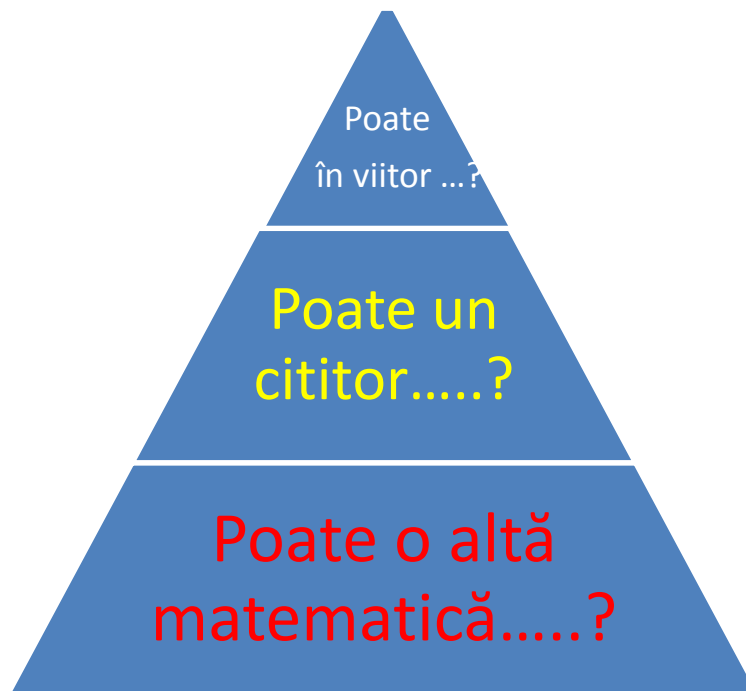 Poate
în viitor ...?
Poate un
cititor.....?
Poate o altă
matematică.....?